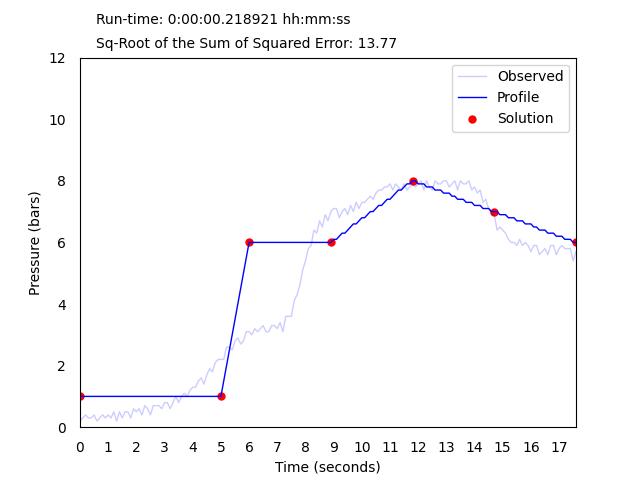 Run-time: 0:00:00.218921 hh:mm:ss
Sq-Root of the Sum of Squared Error: 13.77
12
10
8
6
4
2
0
Pressure (bars)
Observed
Profile
Solution
0 1 2 3 4 5 6 7 8 9 10 11 12 13 14 15 16 17
Time (seconds)